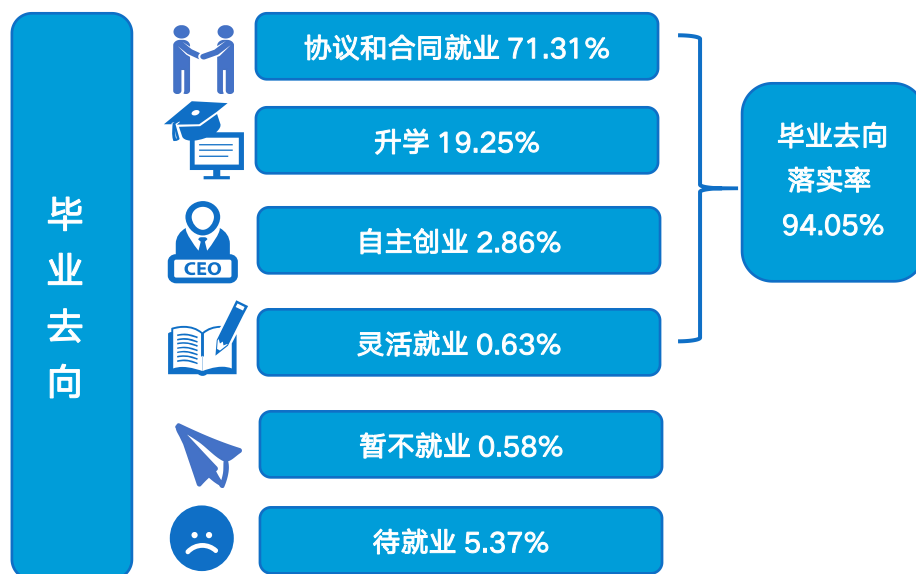 毕业去向
协议和合同就业 71.31%
升学 19.25%
CEO
自主创业 2.86%
灵活就业 0.63%
暂不就业 0.58%
待就业 5.37%
毕业去向
落实率
94.05%